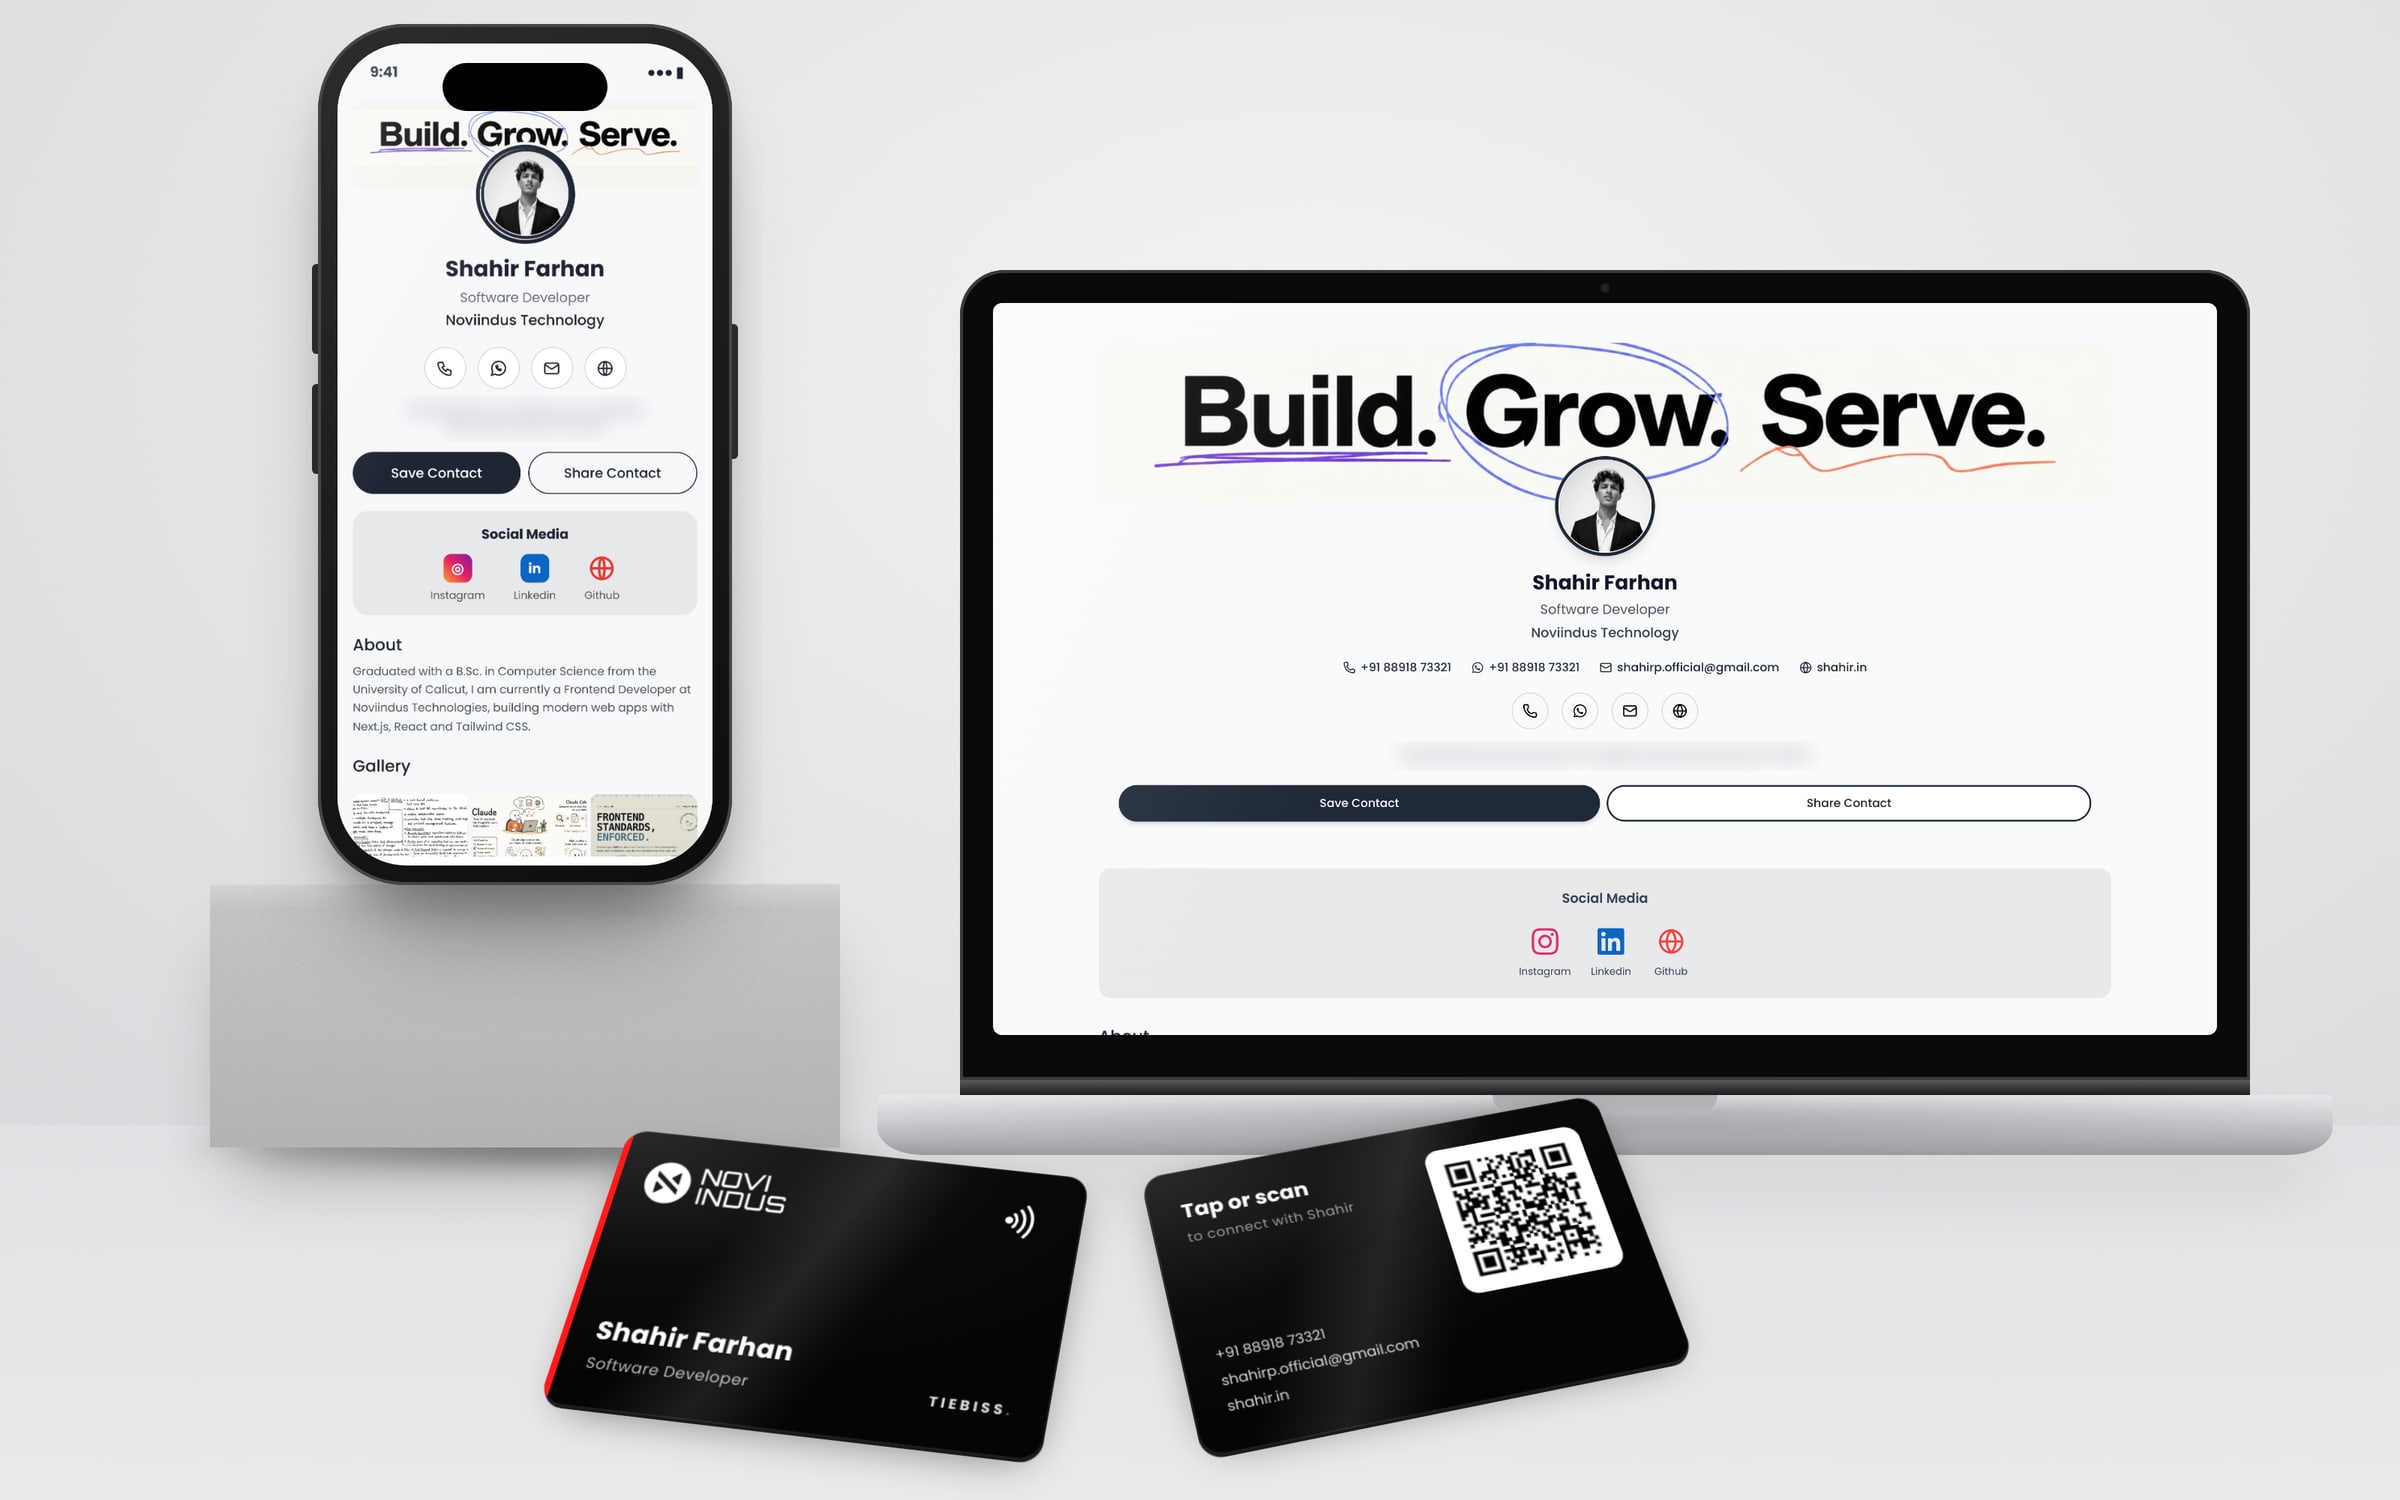 9:41
Build. Grow. Serve.
Shahir Farhan
Software Developer
Noviindus Technology
Save Contact
Share Contact
Social Media
Instagram
Linkedin
Github
About
Graduated with a B.Sc. in Computer Science from the
University of Calicut, I am currently a Frontend Developer at
Noviindus Technologies, building modern web apps with
Next.js, React and Tailwind CSS.
Gallery
Claude
FRONTEND
STANDARDS,
ENFORCED.
Build. Grow. Serve.
Shahir Farhan
Software Developer
Noviindus Technology
+91 88918 73321
+91 88918 73321
shahirp.official@gmail.com
shahir.in
Save Contact
Share Contact
Social Media
Instagram
Linkedin
Github
About
NOVI
INDUS
Shahir Farhan
Software Developer
TIEBISS.
Tap or scan
to connect with Shahir
+91 88918 73321
shahirp.official@gmail.com
shahir.in